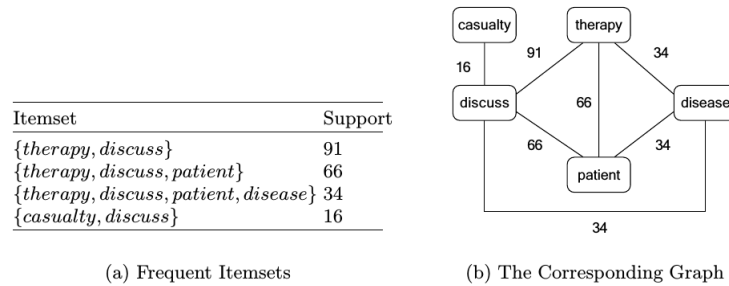 Itemset Support
{therapy, discuss} 91
{therapy, discuss, patient} 66
{therapy, discuss, patient, disease} 34
{casualty, discuss} 16
(a) Frequent Itemsets
casualty therapy
91 34
16
discuss 66 disease
66 34
patient
34
(b) The Corresponding Graph